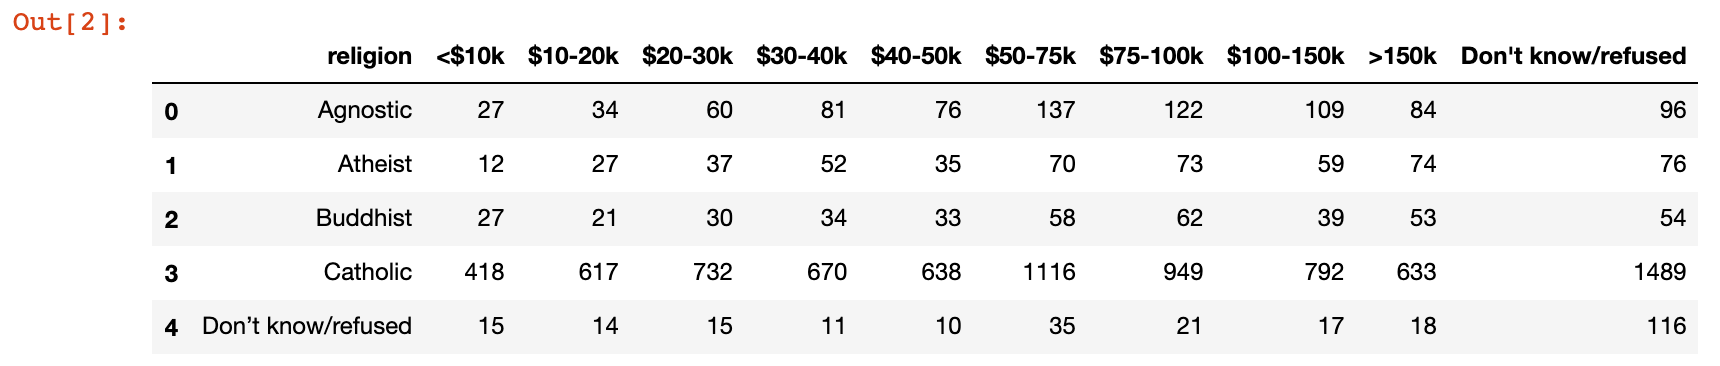 Out[2]:
religion <$10k $10-20k $20-30k $30-40k $40-50k $50-75k $75-100k $100-150k >150k Don't know/refused
0 Agnostic 27 34 60 81 76 137 122 109 84 96
1 Atheist 12 27 37 52 35 70 73 59 74 76
2 Buddhist 27 21 30 34 33 58 62 39 53 54
3 Catholic 418 617 732 670 638 1116 949 792 633 1489
4 Don’t know/refused 15 14 15 11 10 35 21 17 18 116